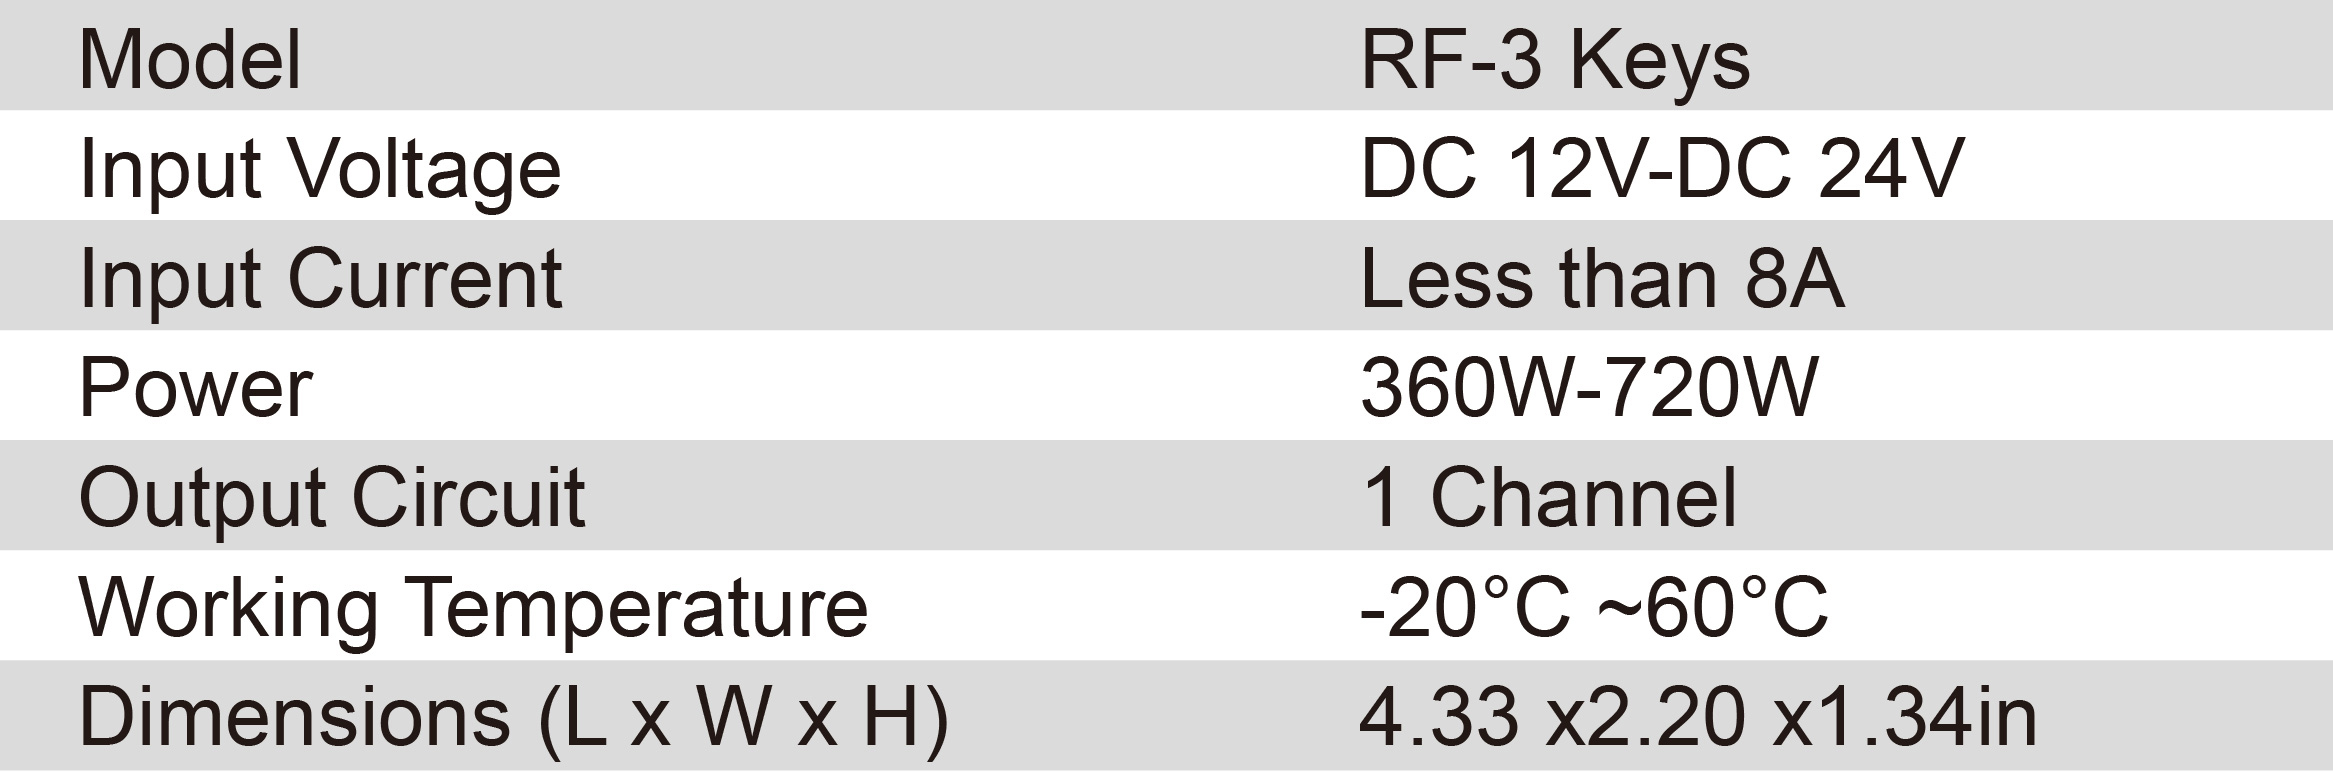 Model RF-3 Keys
Input Voltage DC 12V-DC 24V
Input Current Less than 8A
Power 360W-720W
Output Circuit 1 Channel
Working Temperature -20°C ~60°C
Dimensions (L x W x H) 4.33 x2.20 x1.34in